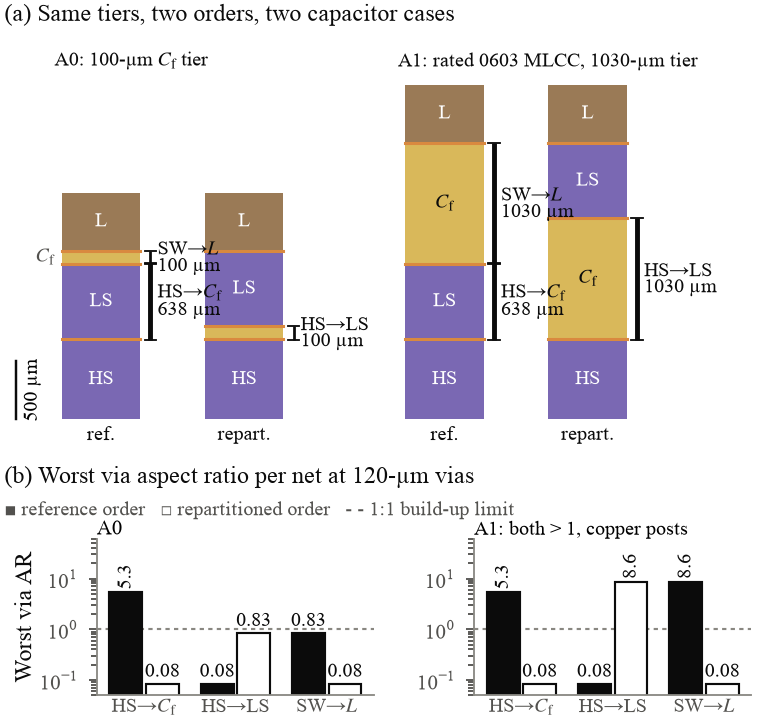 (a) Same tiers, two orders, two capacitor cases
A0: 100-µm Cf tier
A1: rated 0603 MLCC, 1030-µm tier
L
Cf
LS
HS
ref.
SW→L
100 µm
HS→Cf
638 µm
L
LS
HS
repart.
HS→LS
100 µm
500 µm
L
Cf
LS
HS
ref.
SW→L
1030 µm
HS→Cf
638 µm
L
LS
Cf
HS
repart.
HS→LS
1030 µm
(b) Worst via aspect ratio per net at 120-µm vias
reference order repartitioned order 1:1 build-up limit
A0
Worst via AR
10¹
10⁰
10⁻¹
5.3
0.08
0.08
0.83
0.83
0.08
HS→Cf HS→LS SW→L
A1: both > 1, copper posts
10¹
10⁰
10⁻¹
5.3
0.08
0.08
8.6
8.6
0.08
HS→Cf HS→LS SW→L